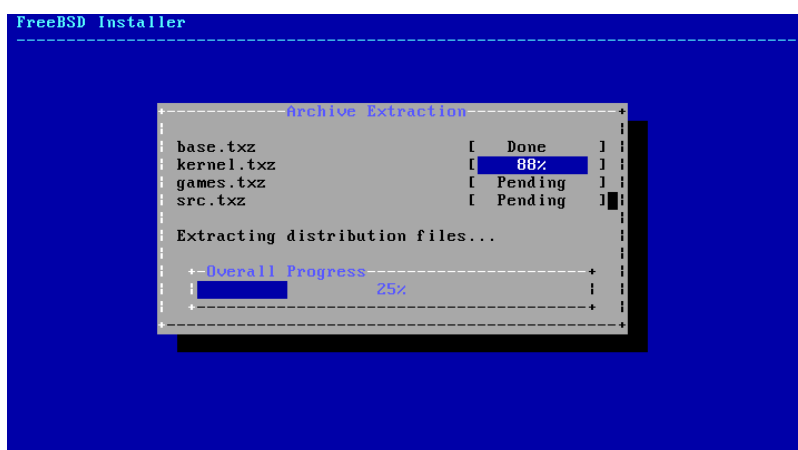 FreeBSD Installer
Archive Extraction
base.txz [ Done ]
kernel.txz [ 88% ]
games.txz [ Pending ]
src.txz [ Pending ]
Extracting distribution files...
Overall Progress
25%